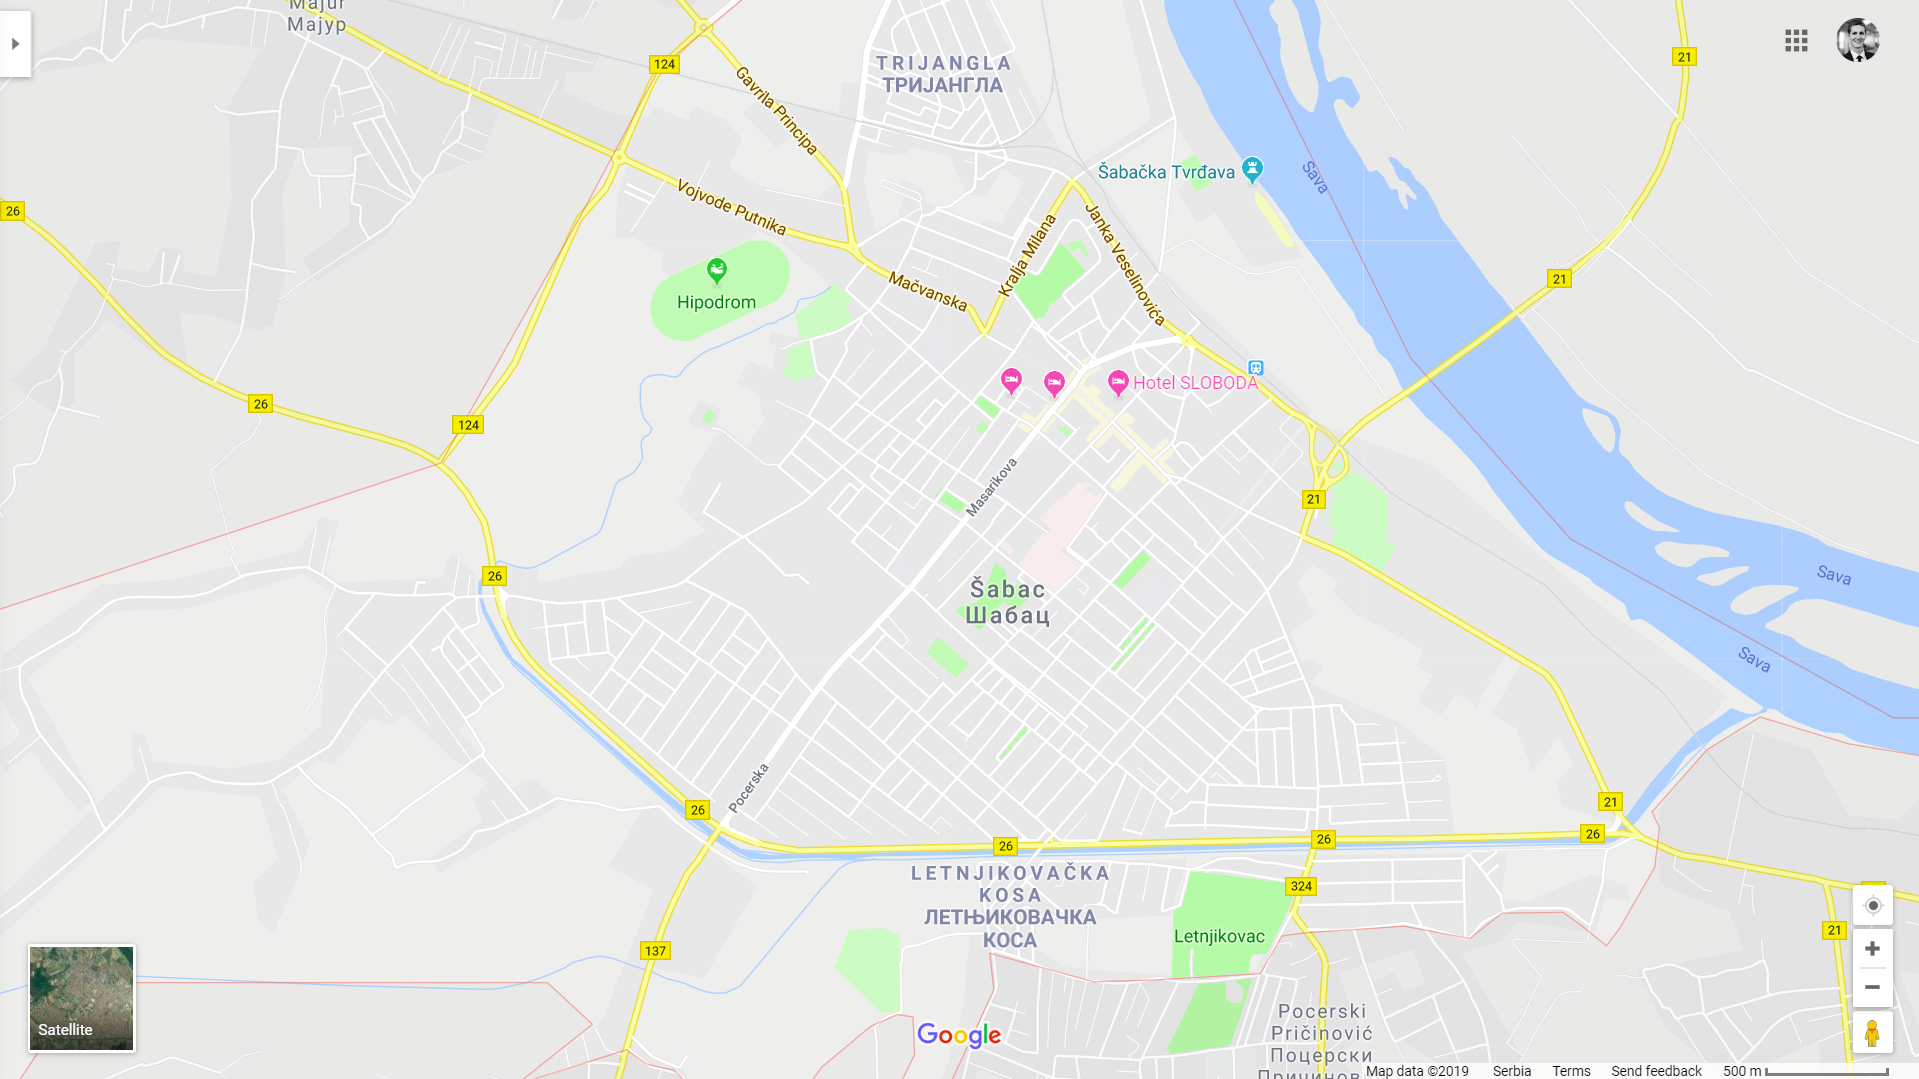 Majur
Мајур
124
21
TRIJANGLA
ТРИЈАНГЛА
Gavrila Principa
Šabačka Tvrđava
Sava
26
Vojvode Putnika
Kralja Milana
Janka Veselinovića
Mačvanska
21
Hipodrom
26
124
Hotel SLOBODA
Masarikova
21
26
Sava
Šabac
Шабац
Sava
Pocerska
26
21
26
26
26
LETNJIKOVAČKA
KOSA
ЛЕТЊИКОВАЧКА
КОСА
324
Letnjikovac
21
137
Pocerski
Pričinović
Поцерски
Причиновић
Satellite
Google
Map data ©2019 Serbia Terms Send feedback 500 m